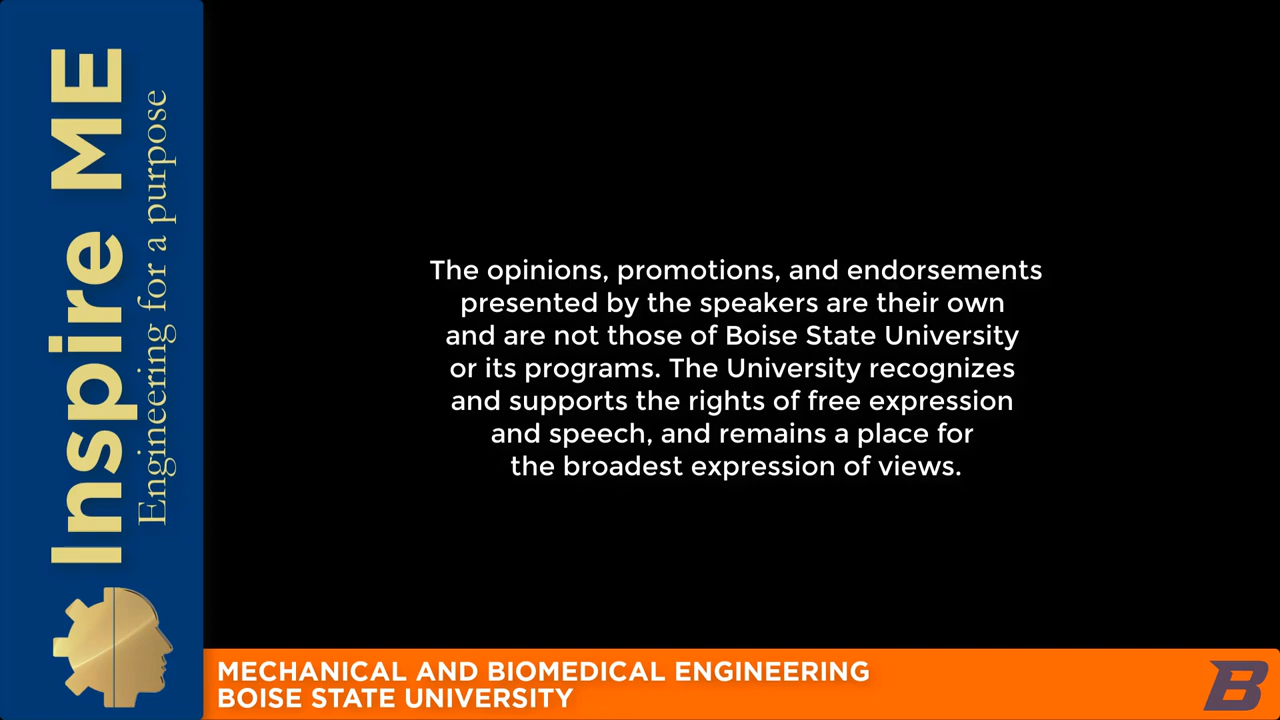 Inspire ME
Engineering for a purpose
The opinions, promotions, and endorsements
presented by the speakers are their own
and are not those of Boise State University
or its programs. The University recognizes
and supports the rights of free expression
and speech, and remains a place for
the broadest expression of views.
MECHANICAL AND BIOMEDICAL ENGINEERING
BOISE STATE UNIVERSITY
B